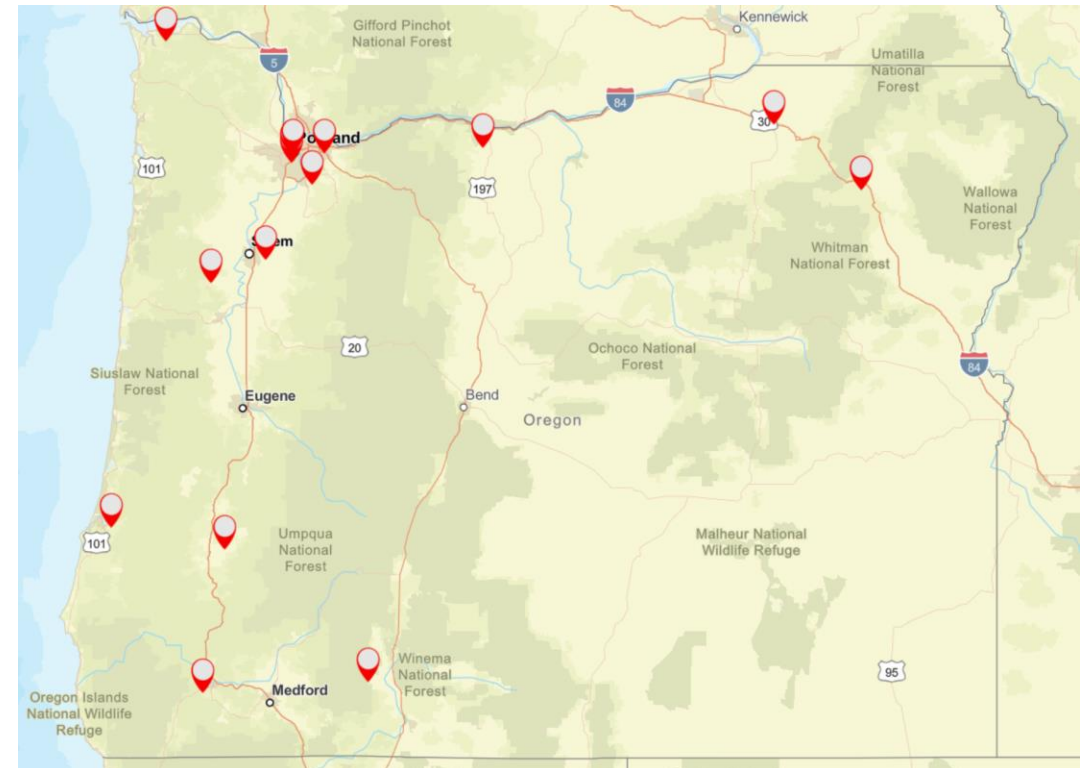 Kennewick
Gifford Pinchot
National Forest
Umatilla
National
Forest
5
84
30
101
197
Wallowa
National
Forest
Whitman
National Forest
20
Ochoco National
Forest
84
Siuslaw National
Forest
Eugene
Bend
Oregon
Umpqua
National
Forest
Malheur National
Wildlife Refuge
101
Winema
National
Forest
95
Medford
Oregon Islands
National Wildlife
Refuge